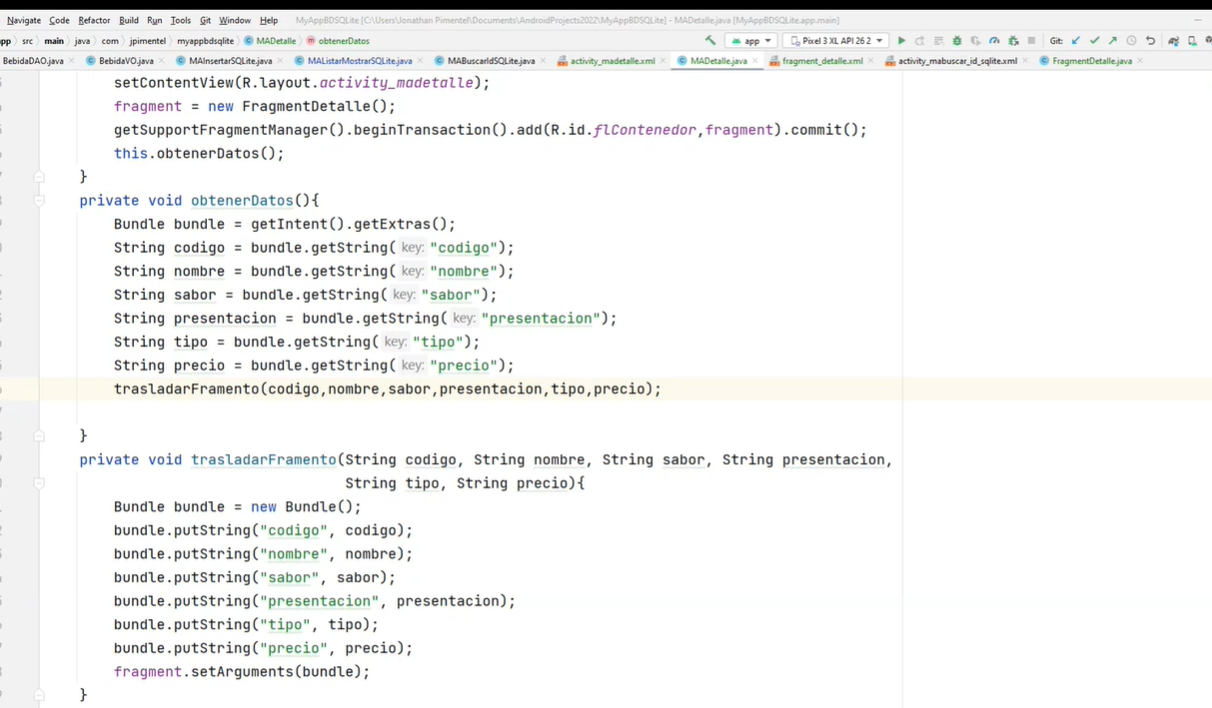 Navigate Code Refactor Build Run Tools Git Window Help MyAppBDSQLite [C:\Users\Jonathan Pimentel\Documents\AndroidProjects2022\MyAppBDSQLite] - MADetalle.java [MyAppBDSQLite.app.main]
pp src main java com jpimentel myappbdsqlite MADetalle obtenerDatos app Pixel 3 XL API 26 2 Git:
BebidaDAO.java BebidaVO.java MAInsertarSQLite.java MAListarMostrarSQLite.java MABuscarIdSQLite.java activity_madetalle.xml MADetalle.java fragment_detalle.xml activity_mabuscar_id_sqlite.xml FragmentDetalle.java
setContentView(R.layout.activity_madetalle);
fragment = new FragmentDetalle();
getSupportFragmentManager().beginTransaction().add(R.id.flContenedor,fragment).commit();
this.obtenerDatos();
}
private void obtenerDatos(){
Bundle bundle = getIntent().getExtras();
String codigo = bundle.getString( key: "codigo");
String nombre = bundle.getString( key: "nombre");
String sabor = bundle.getString( key: "sabor");
String presentacion = bundle.getString( key: "presentacion");
String tipo = bundle.getString( key: "tipo");
String precio = bundle.getString( key: "precio");
trasladarFramento(codigo,nombre,sabor,presentacion,tipo,precio);
}
private void trasladarFramento(String codigo, String nombre, String sabor, String presentacion,
String tipo, String precio){
Bundle bundle = new Bundle();
bundle.putString("codigo", codigo);
bundle.putString("nombre", nombre);
bundle.putString("sabor", sabor);
bundle.putString("presentacion", presentacion);
bundle.putString("tipo", tipo);
bundle.putString("precio", precio);
fragment.setArguments(bundle);
}